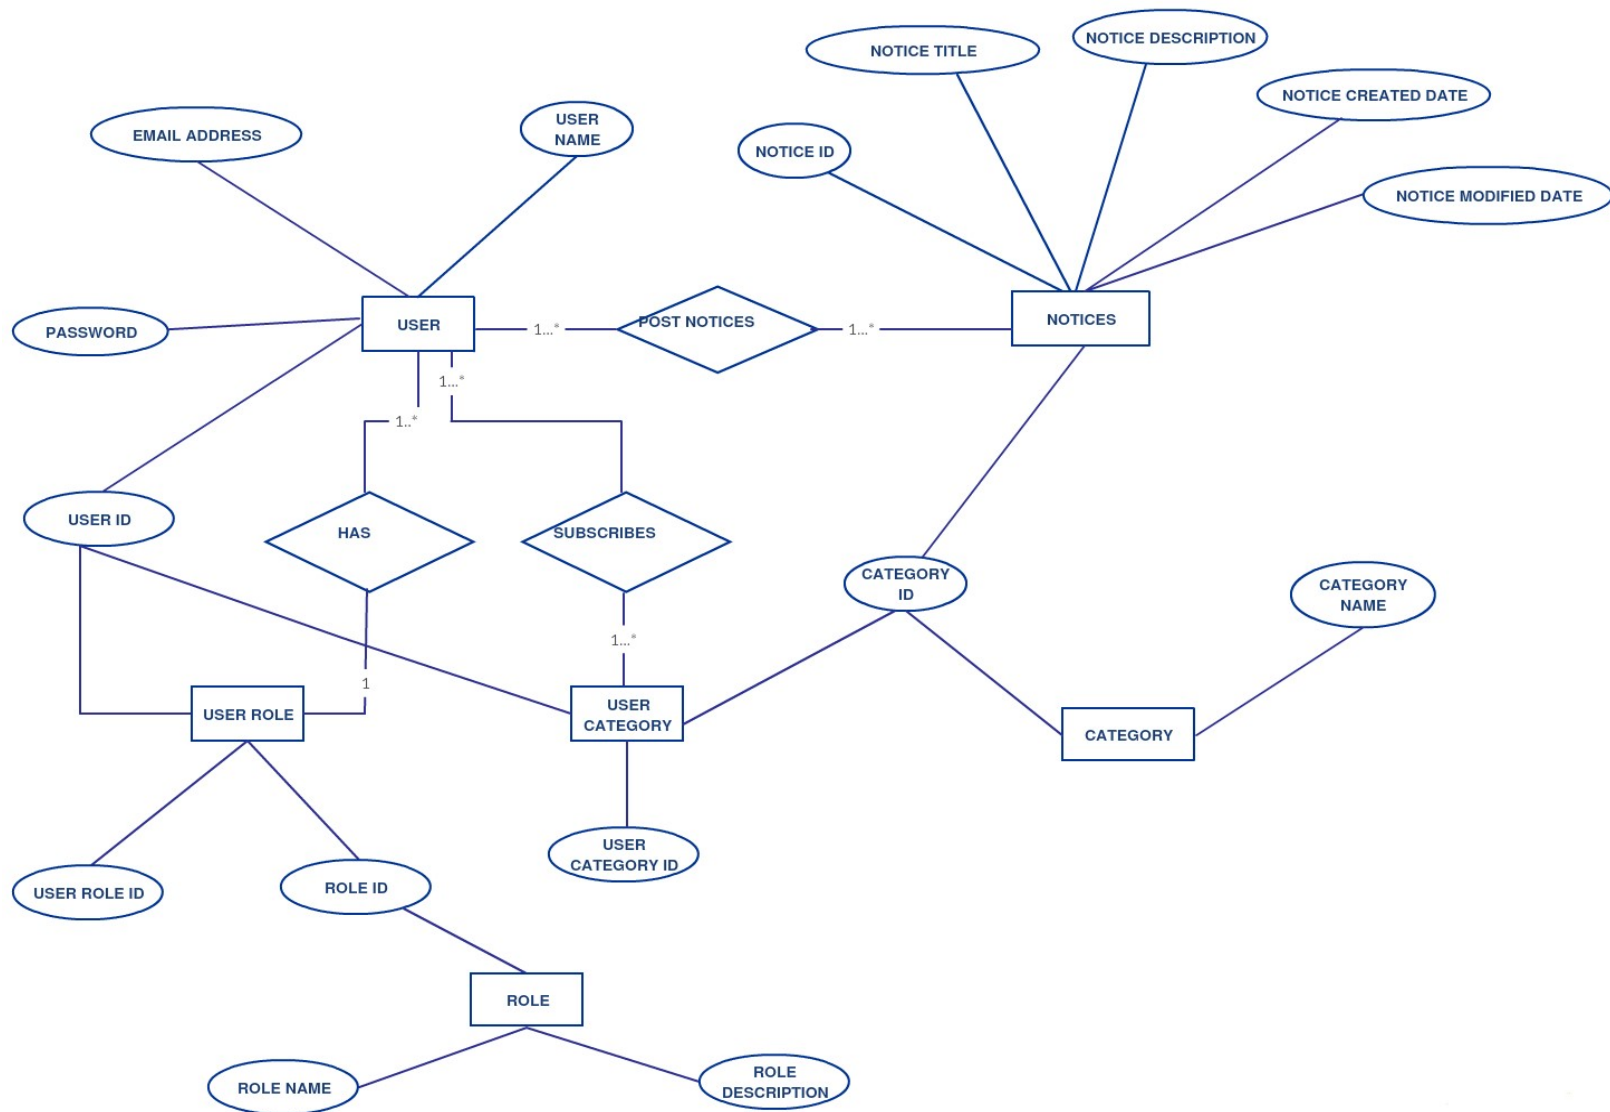 NOTICE DESCRIPTION
NOTICE TITLE
NOTICE CREATED DATE
EMAIL ADDRESS
USER
NAME
NOTICE ID
NOTICE MODIFIED DATE
PASSWORD
USER
1...*
POST NOTICES
1...*
NOTICES
1...*
1..*
USER ID
HAS
SUBSCRIBES
CATEGORY
ID
CATEGORY
NAME
1...*
1
USER ROLE
USER
CATEGORY
CATEGORY
USER
CATEGORY ID
USER ROLE ID
ROLE ID
ROLE
ROLE NAME
ROLE
DESCRIPTION